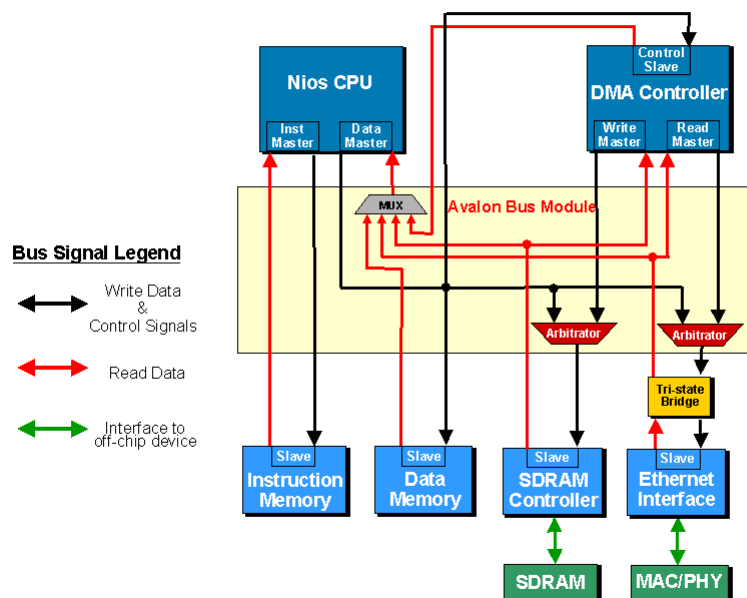 Control
Slave
Nios CPU
DMA Controller
Inst
Master
Data
Master
Write
Master
Read
Master
MUX
Avalon Bus Module
Bus Signal Legend
Write Data
&
Control Signals
Arbitrator
Arbitrator
Read Data
Tri-state
Bridge
Interface to
off-chip device
Slave
Instruction
Memory
Slave
Data
Memory
Slave
SDRAM
Controller
Slave
Ethernet
Interface
SDRAM
MAC/PHY